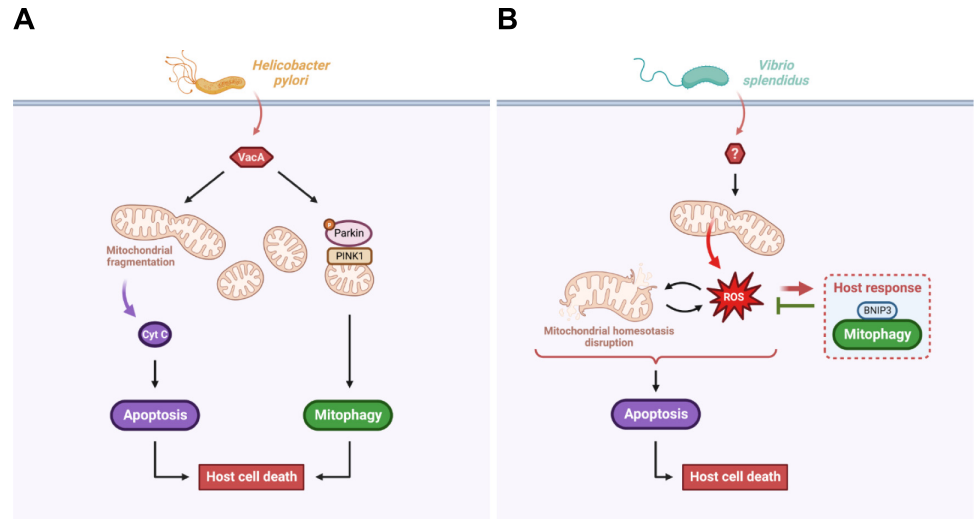 A
Helicobacter
pylori
VacA
Mitochondrial
fragmentation
P
Parkin
PINK1
Cyt C
Apoptosis
Mitophagy
Host cell death
B
Vibrio
splendidus
?
ROS
Mitochondrial homesotasis
disruption
Host response
BNIP3
Mitophagy
Apoptosis
Host cell death